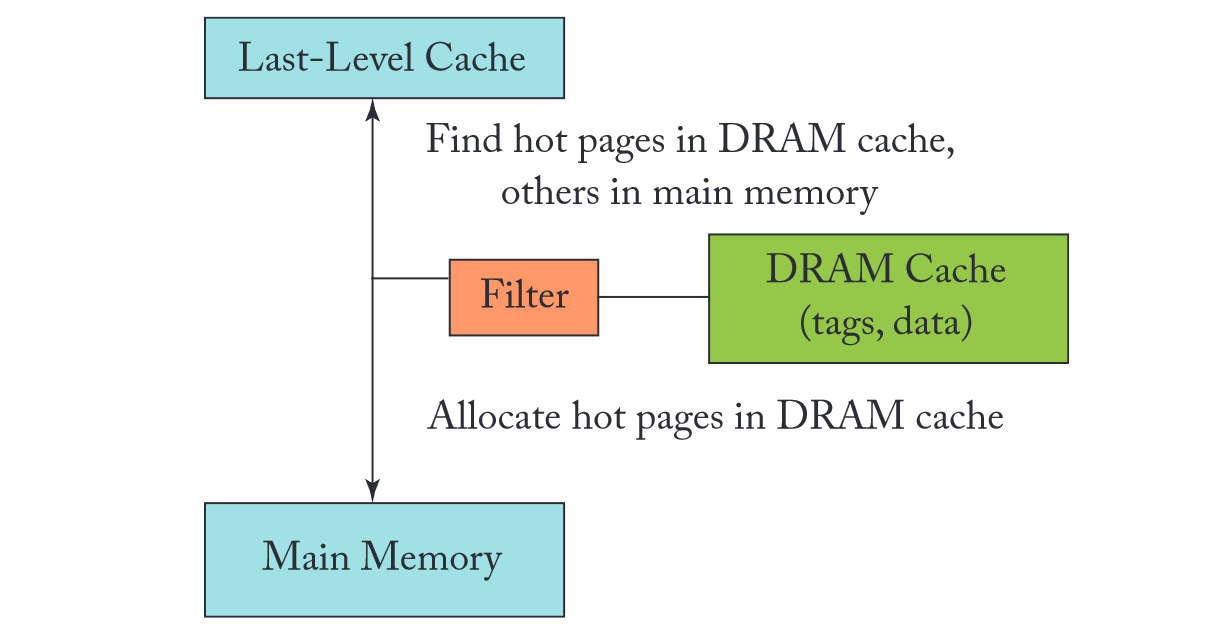 Last-Level Cache
Find hot pages in DRAM cache,
others in main memory
Filter
DRAM Cache
(tags, data)
Allocate hot pages in DRAM cache
Main Memory